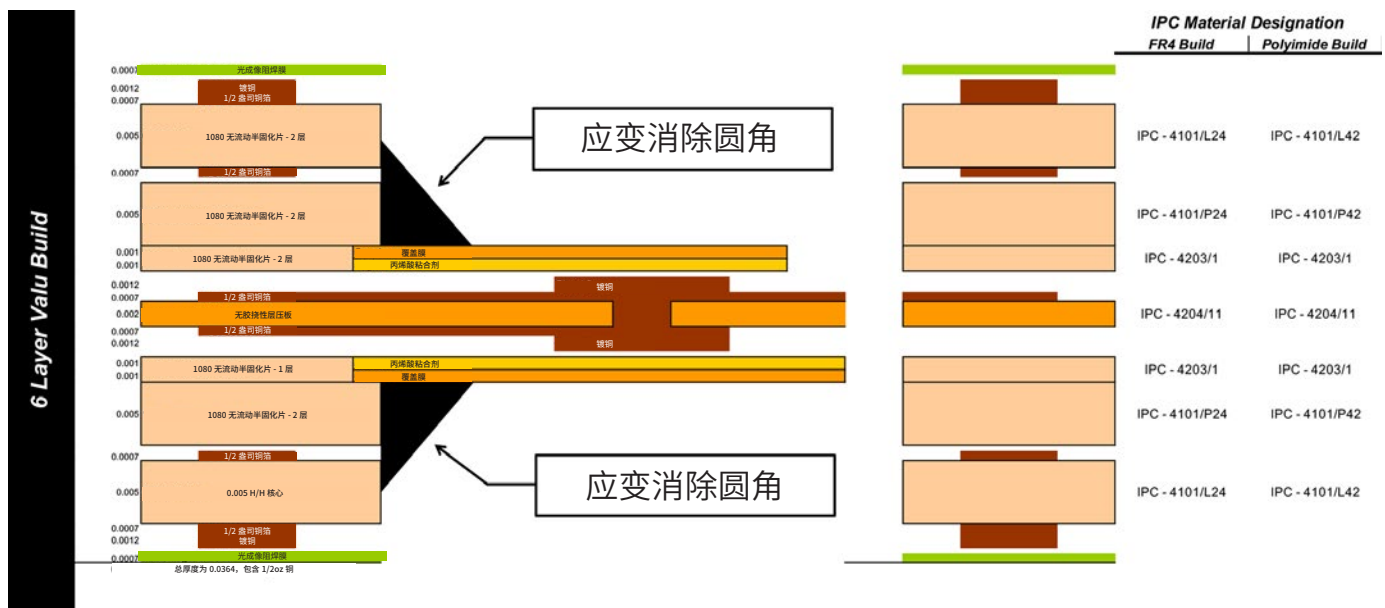 6 Layer Valu Build
IPC Material Designation
FR4 Build
Polyimide Build
0.0007
光成像阻焊膜
0.0012
镀铜
0.0007
1/2 盎司铜箔
0.005
1080 无流动半固化片 - 2 层
IPC - 4101/L24
IPC - 4101/L42
应变消除圆角
0.0007
1/2 盎司铜箔
0.005
1080 无流动半固化片 - 2 层
IPC - 4101/P24
IPC - 4101/P42
0.001
覆盖膜
1080 无流动半固化片 - 2 层
0.001
丙烯酸粘合剂
IPC - 4203/1
IPC - 4203/1
0.0012
镀铜
0.0007
1/2 盎司铜箔
0.002
无胶挠性层压板
IPC - 4204/11
IPC - 4204/11
0.0007
1/2 盎司铜箔
0.0012
镀铜
0.001
丙烯酸粘合剂
1080 无流动半固化片 - 1 层
0.001
覆盖膜
IPC - 4203/1
IPC - 4203/1
0.005
1080 无流动半固化片 - 2 层
IPC - 4101/P24
IPC - 4101/P42
0.0007
1/2 盎司铜箔
应变消除圆角
0.005
0.005 H/H 核心
IPC - 4101/L24
IPC - 4101/L42
0.0007
1/2 盎司铜箔
0.0012
镀铜
0.0007
光成像阻焊膜
总厚度为 0.0364，包含 1/2oz 铜